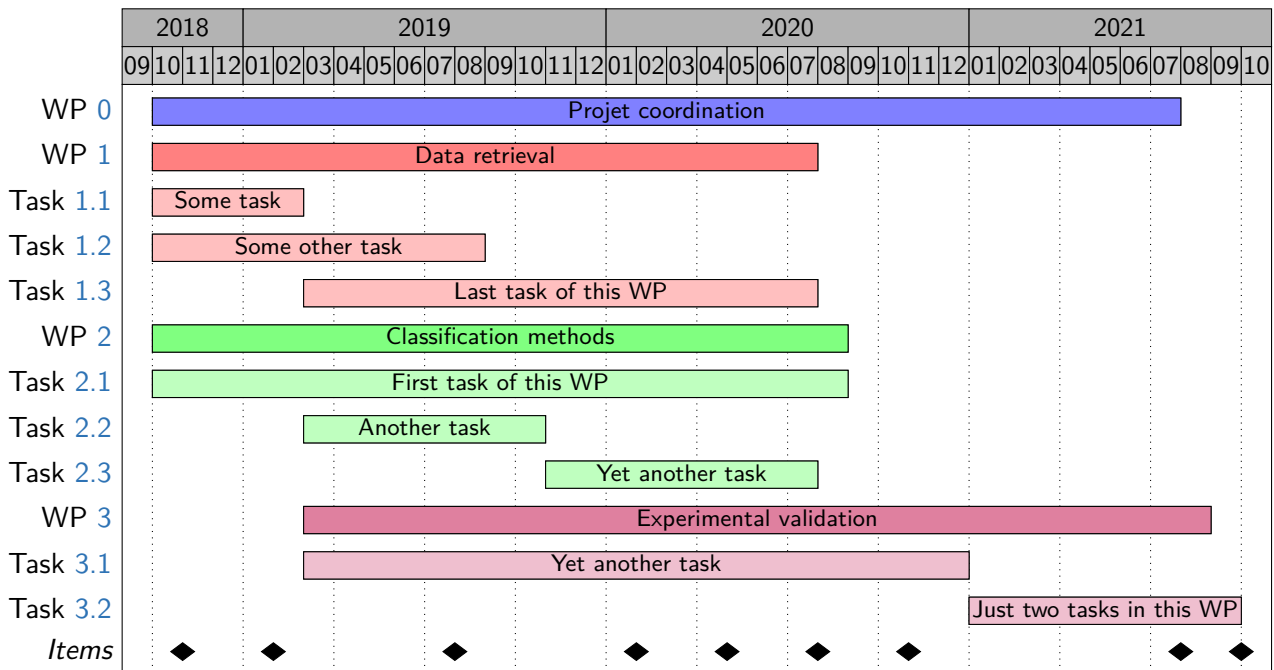 2018 2019 2020 2021
09 10 11 12 01 02 03 04 05 06 07 08 09 10 11 12 01 02 03 04 05 06 07 08 09 10 11 12 01 02 03 04 05 06 07 08 09 10
WP 0 Projet coordination
WP 1 Data retrieval
Task 1.1 Some task
Task 1.2 Some other task
Task 1.3 Last task of this WP
WP 2 Classification methods
Task 2.1 First task of this WP
Task 2.2 Another task
Task 2.3 Yet another task
WP 3 Experimental validation
Task 3.1 Yet another task
Task 3.2 Just two tasks in this WP
Items